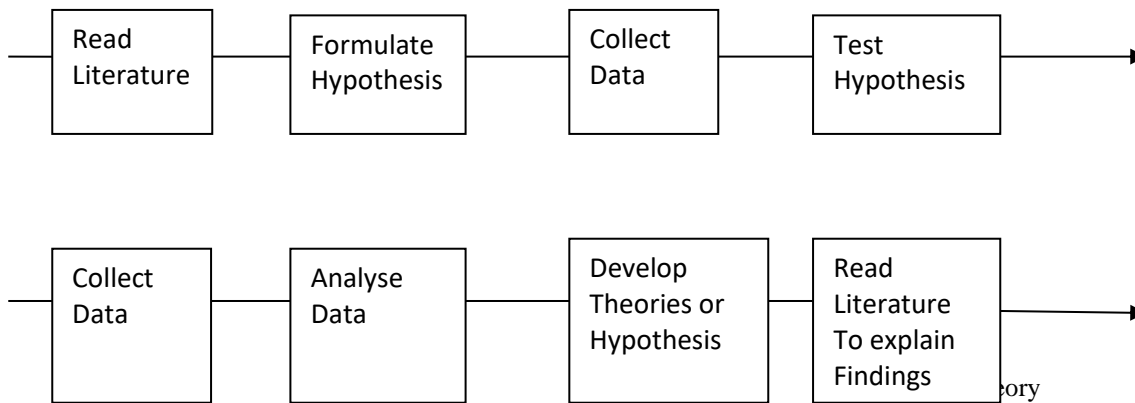 Read
Literature
Formulate
Hypothesis
Collect
Data
Test
Hypothesis
Collect
Data
Analyse
Data
Develop
Theories or
Hypothesis
Read
Literature
To explain
Findings
eory